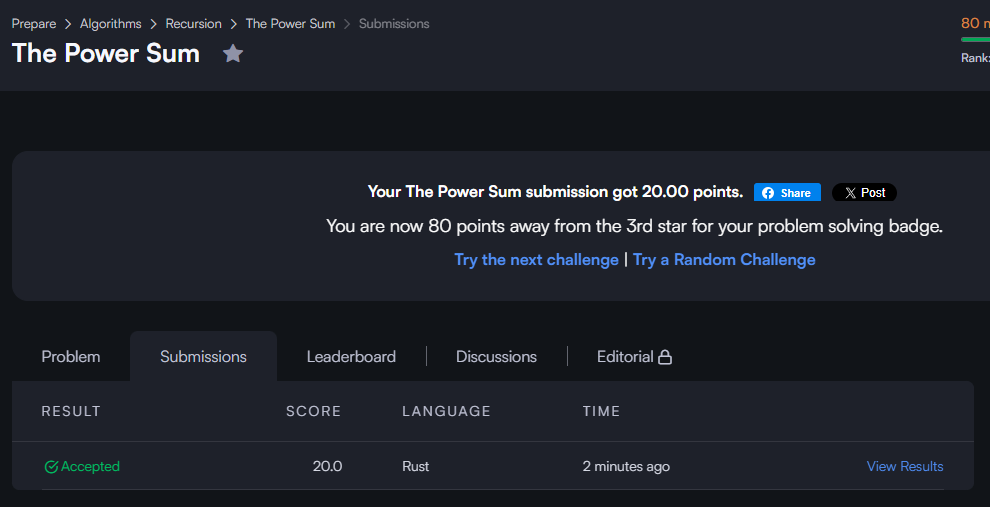 Prepare > Algorithms > Recursion > The Power Sum > Submissions
80
The Power Sum
Rank:
Your The Power Sum submission got 20.00 points. Share Post
You are now 80 points away from the 3rd star for your problem solving badge.
Try the next challenge | Try a Random Challenge
Problem Submissions Leaderboard Discussions Editorial
RESULT SCORE LANGUAGE TIME
Accepted 20.0 Rust 2 minutes ago View Results